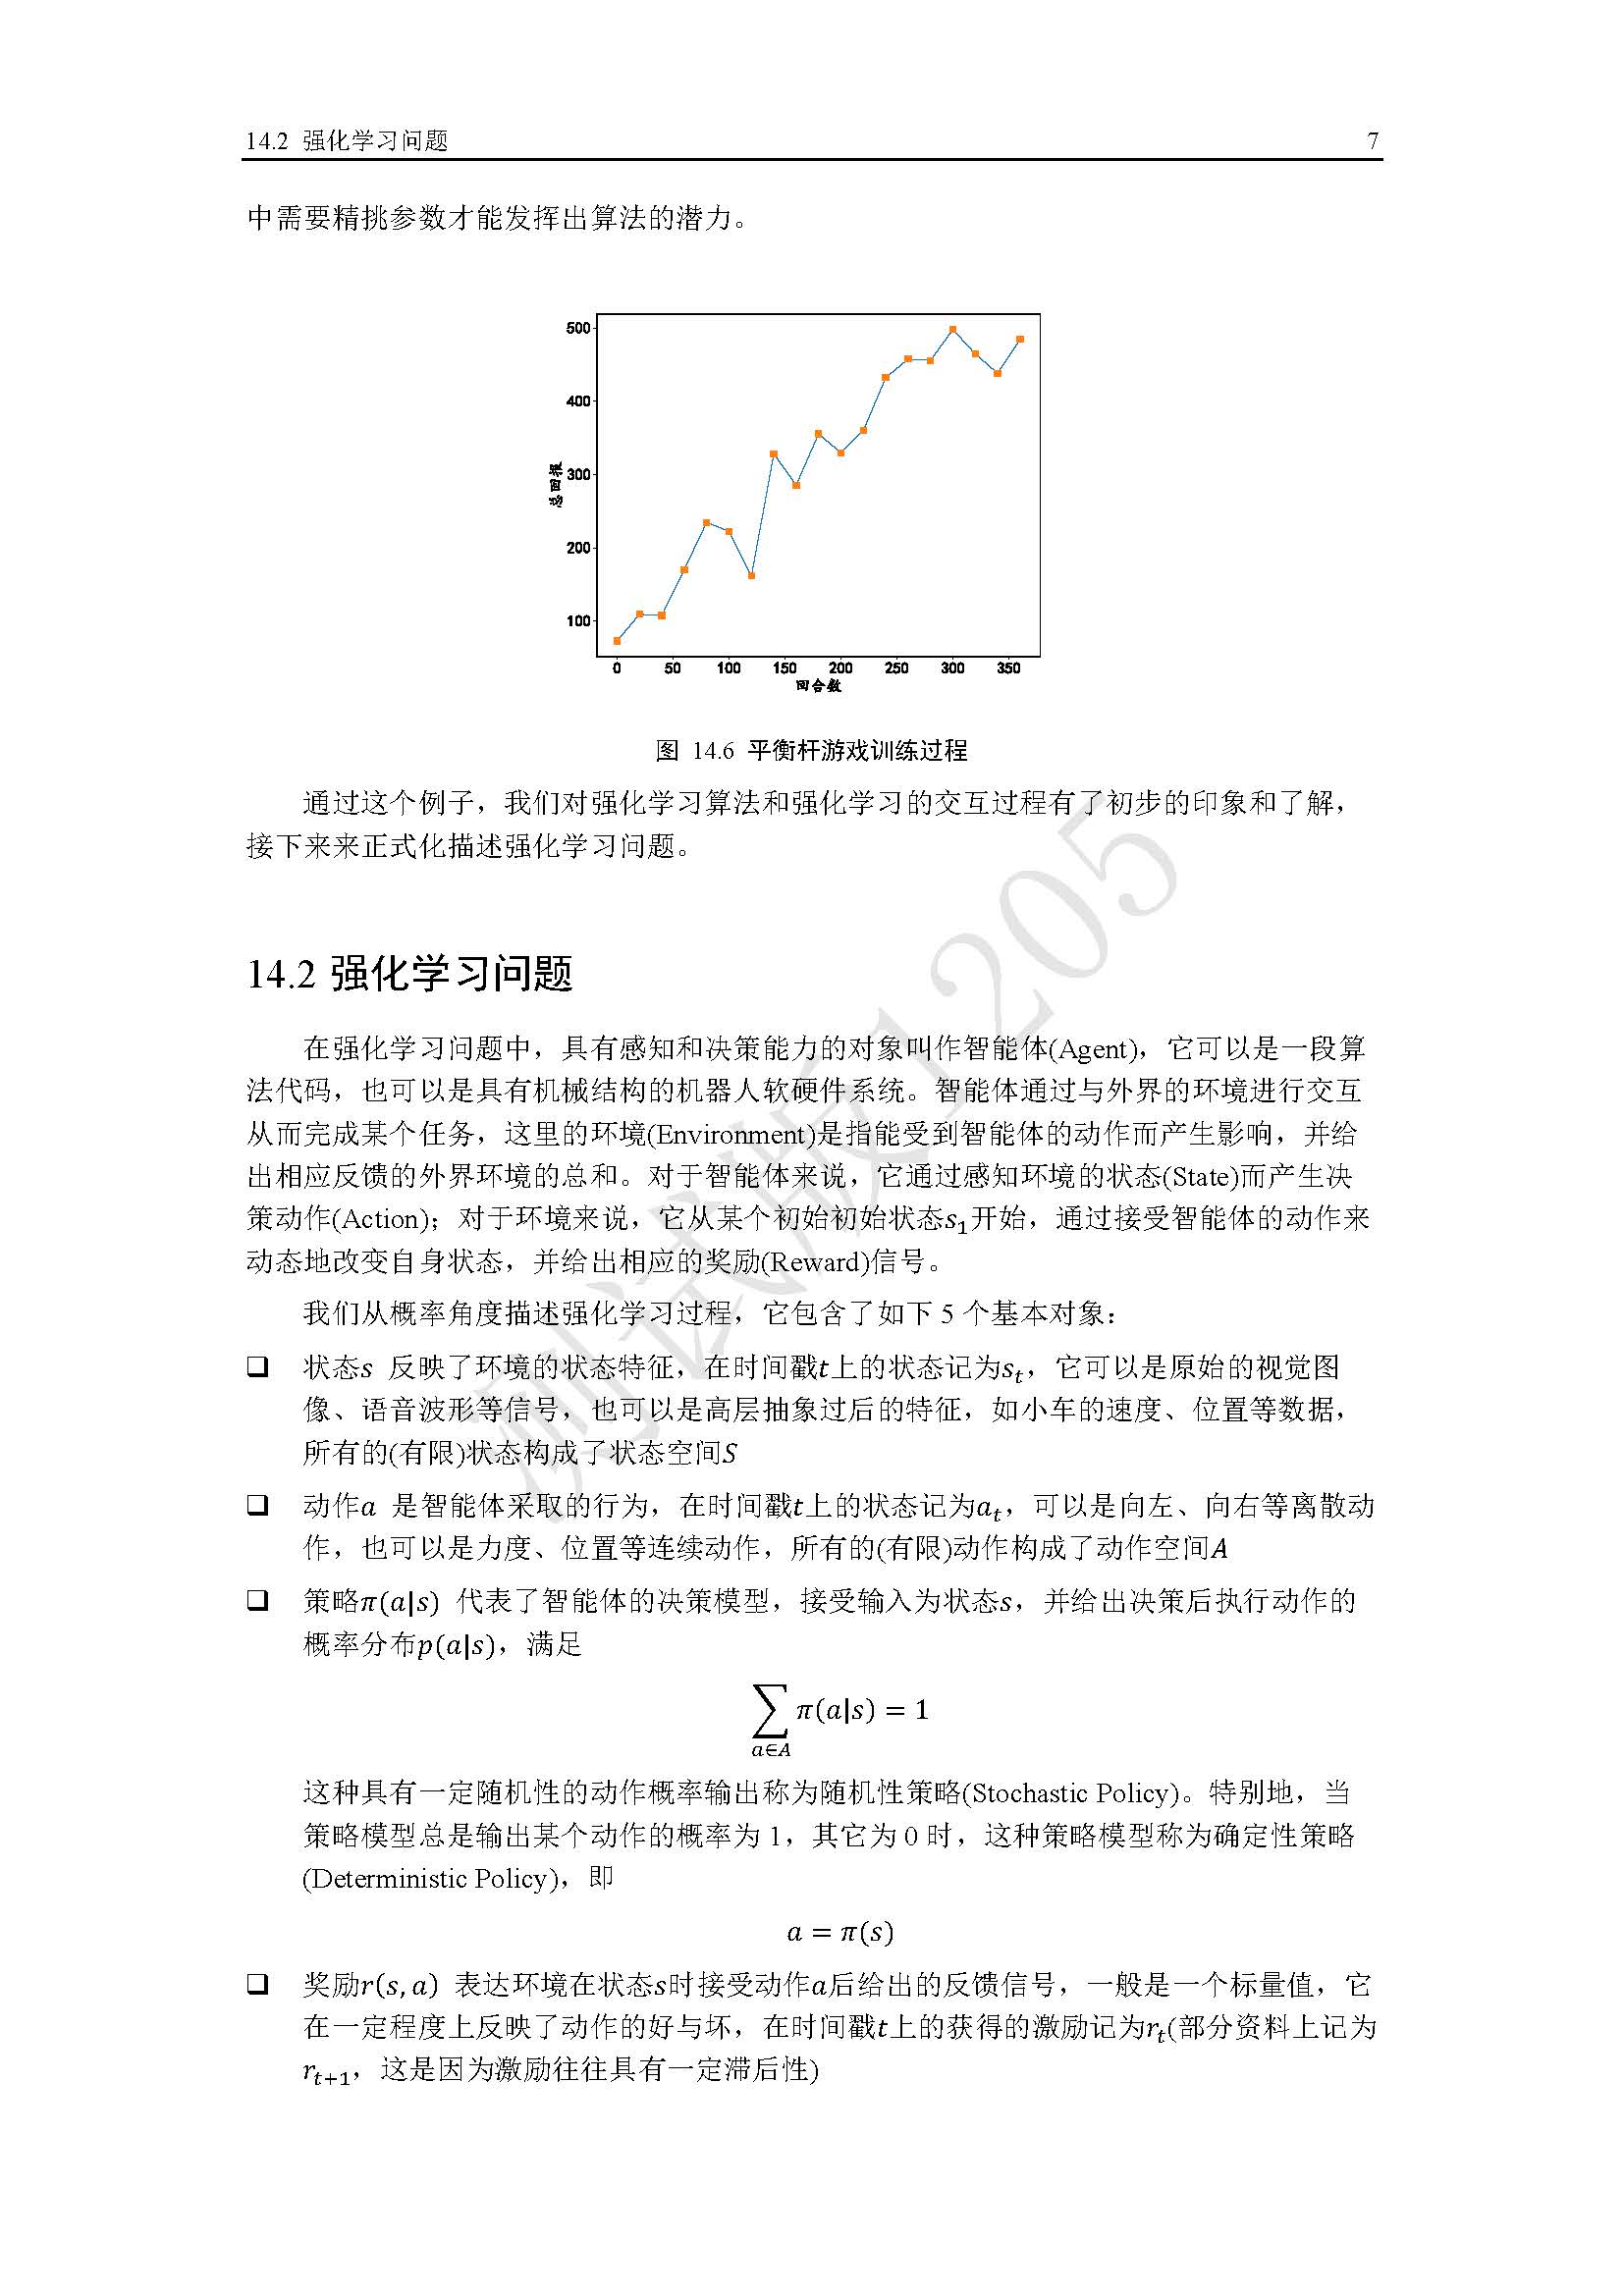 14.2 强化学习问题 7
中需要精挑参数才能发挥出算法的潜力。
500
400
300
200
100
总回报
0 50 100 150 200 250 300 350
回合数
图 14.6 平衡杆游戏训练过程
通过这个例子，我们对强化学习算法和强化学习的交互过程有了初步的印象和了解，
接下来来正式化描述强化学习问题。
14.2 强化学习问题
在强化学习问题中，具有感知和决策能力的对象叫作智能体(Agent)，它可以是一段算
法代码，也可以是具有机械结构的机器人软硬件系统。智能体通过与外界的环境进行交互
从而完成某个任务，这里的环境(Environment)是指能受到智能体的动作而产生影响，并给
出相应反馈的外界环境的总和。对于智能体来说，它通过感知环境的状态(State)而产生决
策动作(Action)；对于环境来说，它从某个初始初始状态s₁开始，通过接受智能体的动作来
动态地改变自身状态，并给出相应的奖励(Reward)信号。
我们从概率角度描述强化学习过程，它包含了如下 5 个基本对象：
❑ 状态s 反映了环境的状态特征，在时间戳t上的状态记为sₜ，它可以是原始的视觉图
像、语音波形等信号，也可以是高层抽象过后的特征，如小车的速度、位置等数据，
所有的(有限)状态构成了状态空间S
❑ 动作a 是智能体采取的行为，在时间戳t上的状态记为aₜ，可以是向左、向右等离散动
作，也可以是力度、位置等连续动作，所有的(有限)动作构成了动作空间A
❑ 策略π(a|s) 代表了智能体的决策模型，接受输入为状态s，并给出决策后执行动作的
概率分布p(a|s)，满足
∑ π(a|s) = 1
a∈A
这种具有一定随机性的动作概率输出称为随机性策略(Stochastic Policy)。特别地，当
策略模型总是输出某个动作的概率为 1，其它为 0 时，这种策略模型称为确定性策略
(Deterministic Policy)，即
a = π(s)
❑ 奖励r(s, a) 表达环境在状态s时接受动作a后给出的反馈信号，一般是一个标量值，它
在一定程度上反映了动作的好与坏，在时间戳t上的获得的激励记为rₜ(部分资料上记为
rₜ₊₁，这是因为激励往往具有一定滞后性)
测试版1205